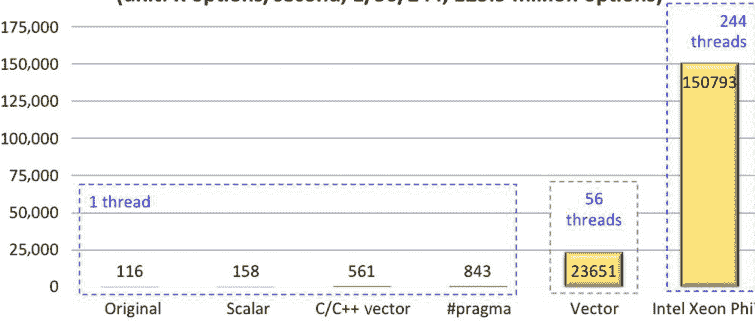 175,000
150,000
125,000
100,000
75,000
50,000
25,000
0
1 thread
56
threads
244
threads
116
158
561
843
23651
150793
Original
Scalar
C/C++ vector
#pragma
Vector
Intel Xeon Phi